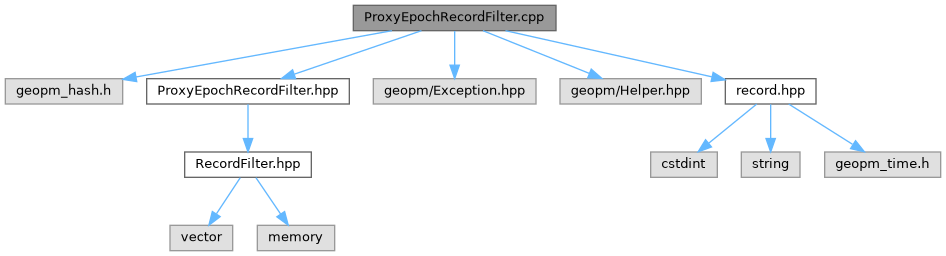 ProxyEpochRecordFilter.cpp
geopm_hash.h
ProxyEpochRecordFilter.hpp
geopm/Exception.hpp
geopm/Helper.hpp
record.hpp
RecordFilter.hpp
cstdint
string
geopm_time.h
vector
memory